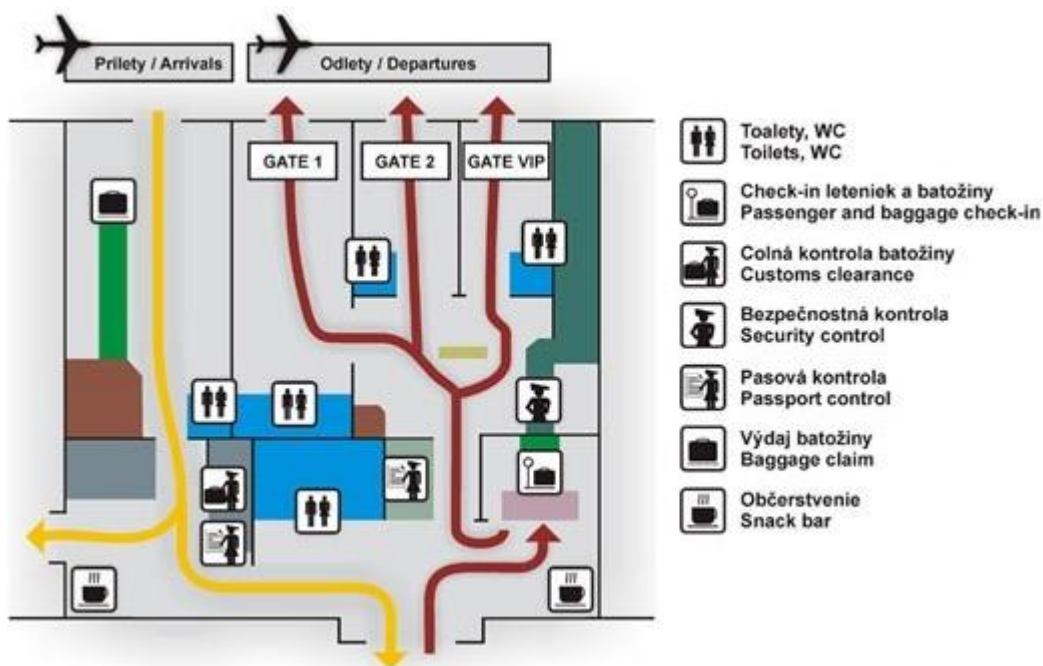 Prilety / Arrivals
Odlety / Departures
GATE 1
GATE 2
GATE VIP
Toalety, WC
Toilets, WC
Check-in leteniek a batožiny
Passenger and baggage check-in
Colná kontrola batožiny
Customs clearance
Bezpečnostná kontrola
Security control
Pasová kontrola
Passport control
Výdaj batožiny
Baggage claim
Občerstvenie
Snack bar